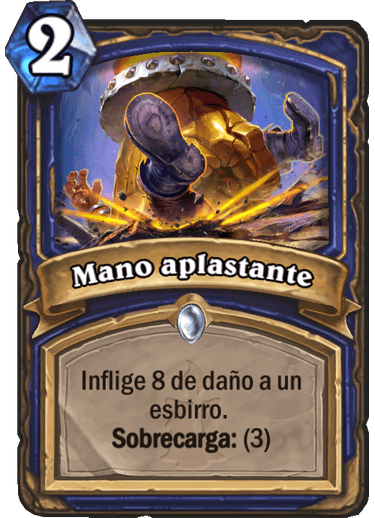 2
Mano aplastante
Inflige 8 de daño a un
esbirro.
Sobrecarga: (3)